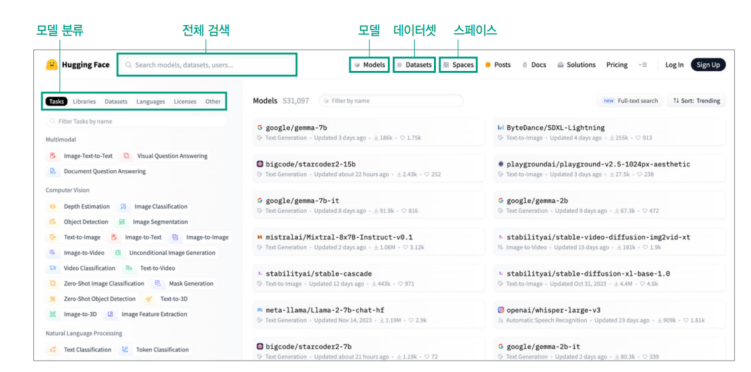 모델 분류
전체 검색
모델
데이터셋
스페이스
Hugging Face
Search models, datasets, users...
Models
Datasets
Spaces
Posts
Docs
Solutions
Pricing
Log In
Sign Up
Tasks Libraries Datasets Languages Licenses Other
Filter Tasks by name
Multimodal
Image-Text-to-Text Visual Question Answering
Document Question Answering
Computer Vision
Depth Estimation Image Classification
Object Detection Image Segmentation
Text-to-Image Image-to-Text Image-to-Image
Image-to-Video Unconditional Image Generation
Video Classification Text-to-Video
Zero-Shot Image Classification Mask Generation
Zero-Shot Object Detection Text-to-3D
Image-to-3D Image Feature Extraction
Natural Language Processing
Text Classification Token Classification
Models 531,097
Filter by name
new Full-text search
Sort: Trending
google/gemma-7b
Text Generation · Updated 3 days ago · 186k · 1.75k
ByteDance/SDXL-Lightning
Text-to-Image · Updated 4 days ago · 255k · 913
bigcode/starcoder2-15b
Text Generation · Updated about 22 hours ago · 2.43k · 252
playgroundai/playground-v2.5-1024px-aesthetic
Text-to-Image · Updated 3 days ago · 27.5k · 238
google/gemma-7b-it
Text Generation · Updated 8 days ago · 91.9k · 816
google/gemma-2b
Text Generation · Updated 9 days ago · 67.3k · 472
mistralai/Mixtral-8x7B-Instruct-v0.1
Text Generation · Updated 2 days ago · 1.06M · 3.12k
stabilityai/stable-video-diffusion-img2vid-xt
Image-to-Video · Updated 15 days ago · 181k · 1.9k
stabilityai/stable-cascade
Text-to-Image · Updated 12 days ago · 443k · 971
stabilityai/stable-diffusion-xl-base-1.0
Text-to-Image · Updated Oct 31, 2023 · 4.4M · 4.6k
meta-llama/Llama-2-7b-chat-hf
Text Generation · Updated Nov 14, 2023 · 1.19M · 2.9k
openai/whisper-large-v3
Automatic Speech Recognition · Updated 23 days ago · 909k · 1.81k
bigcode/starcoder2-7b
Text Generation · Updated about 21 hours ago · 1.19k · 72
google/gemma-2b-it
Text Generation · Updated 2 days ago · 80.3k · 339